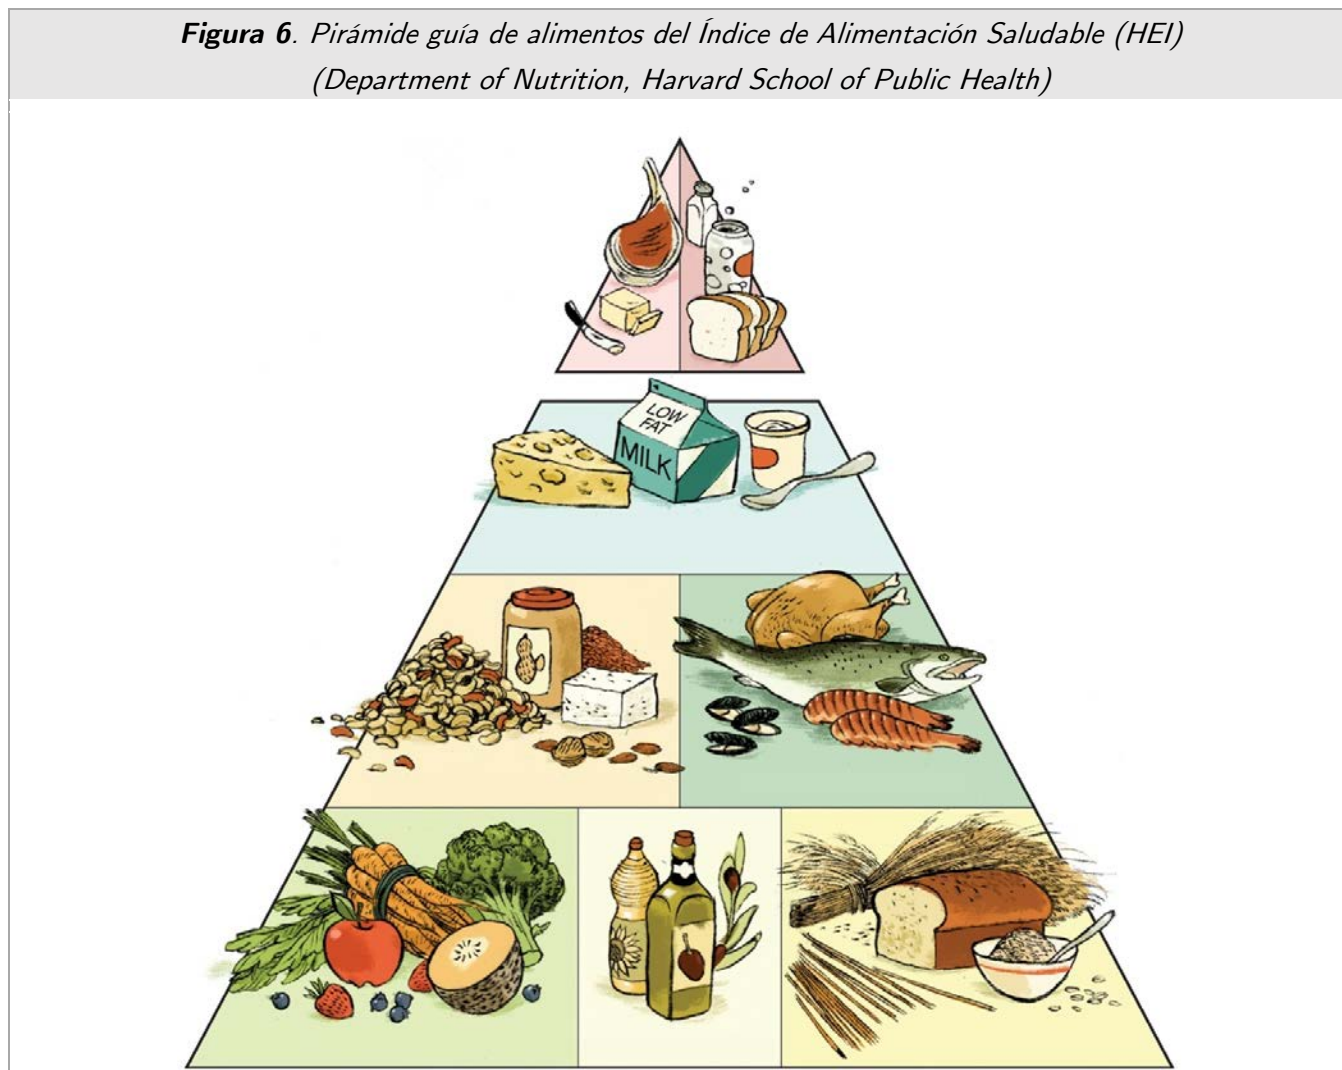 Figura 6. Pirámide guía de alimentos del Índice de Alimentación Saludable (HEI)
(Department of Nutrition, Harvard School of Public Health)
LOW
FAT
MILK